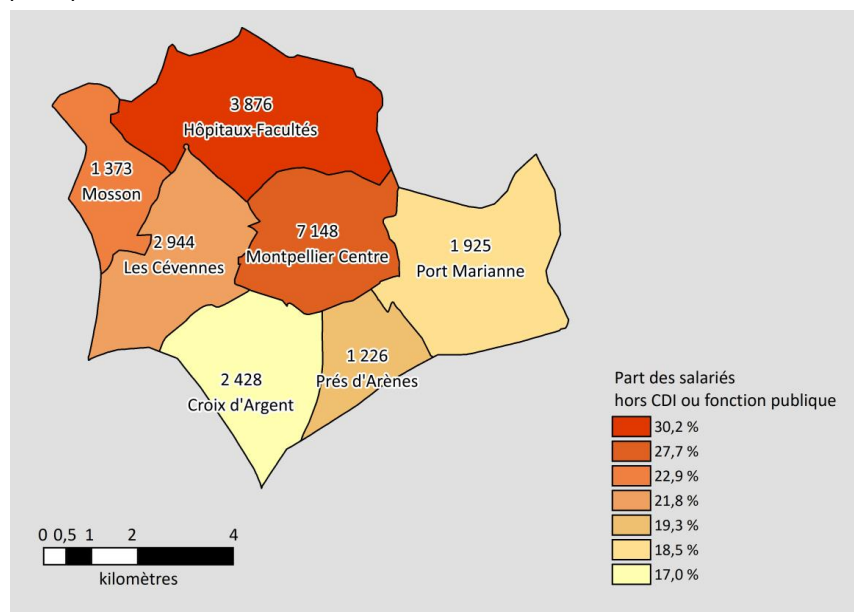 3 876
Hôpitaux-Facultés
1 373
Mosson
2 944
Les Cévennes
7 148
Montpellier Centre
1 925
Port Marianne
2 428
Croix d'Argent
1 226
Prés d'Arènes
Part des salariés
hors CDI ou fonction publique
30,2 %
27,7 %
22,9 %
21,8 %
19,3 %
18,5 %
17,0 %
0 0,5 1 2 4
kilomètres